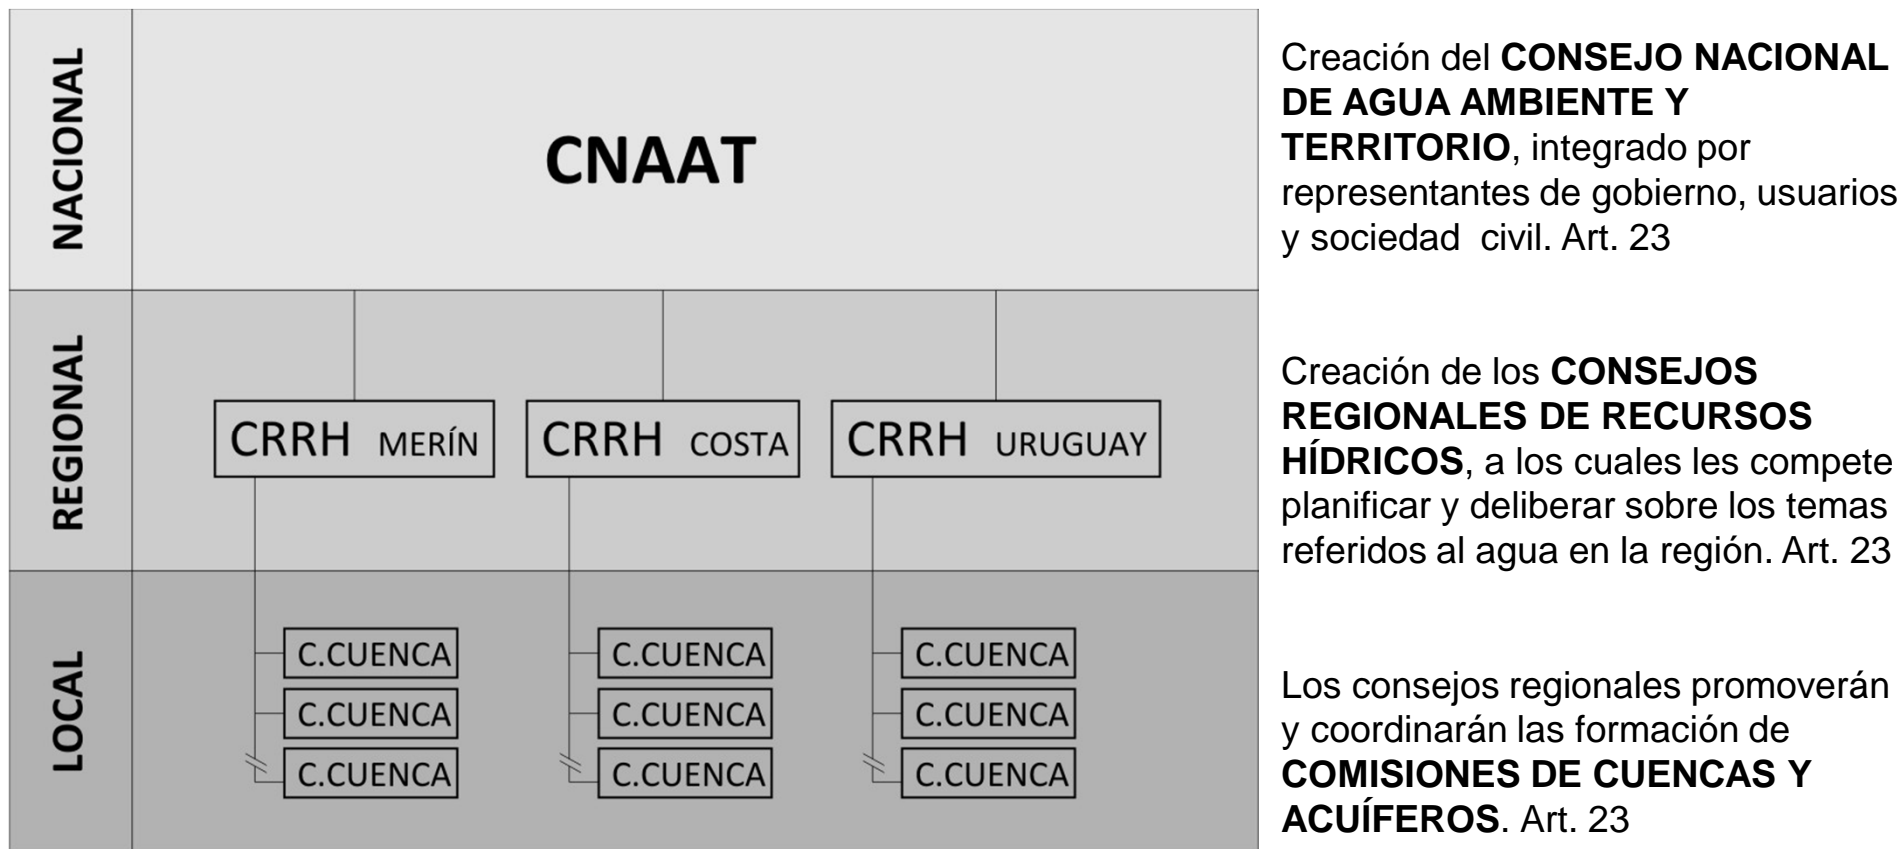 NACIONAL
CNAAT
Creación del CONSEJO NACIONAL
DE AGUA AMBIENTE Y
TERRITORIO, integrado por
representantes de gobierno, usuarios
y sociedad  civil. Art. 23
REGIONAL
CRRH MERÍN
CRRH COSTA
CRRH URUGUAY
Creación de los CONSEJOS
REGIONALES DE RECURSOS
HÍDRICOS, a los cuales les compete
planificar y deliberar sobre los temas
referidos al agua en la región. Art. 23
LOCAL
C.CUENCA
C.CUENCA
C.CUENCA
C.CUENCA
C.CUENCA
C.CUENCA
C.CUENCA
C.CUENCA
C.CUENCA
Los consejos regionales promoverán
y coordinarán las formación de
COMISIONES DE CUENCAS Y
ACUÍFEROS. Art. 23